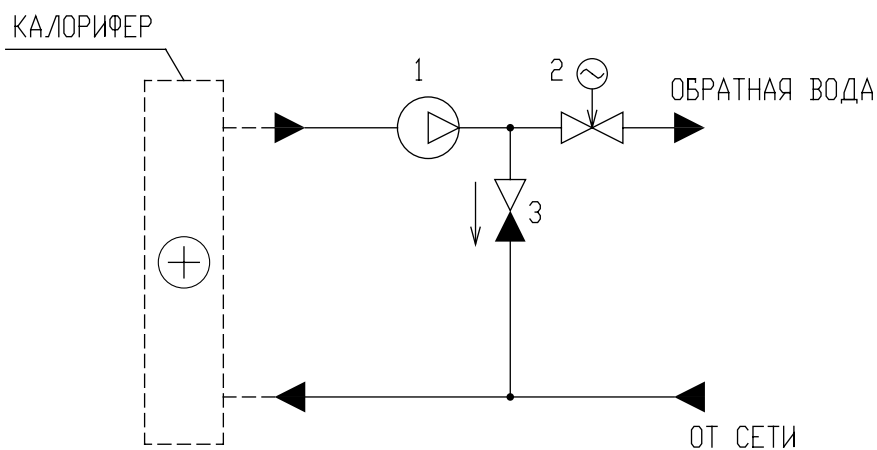 КАЛОРИФЕР
1
2
ОБРАТНАЯ ВОДА
3
ОТ СЕТИ